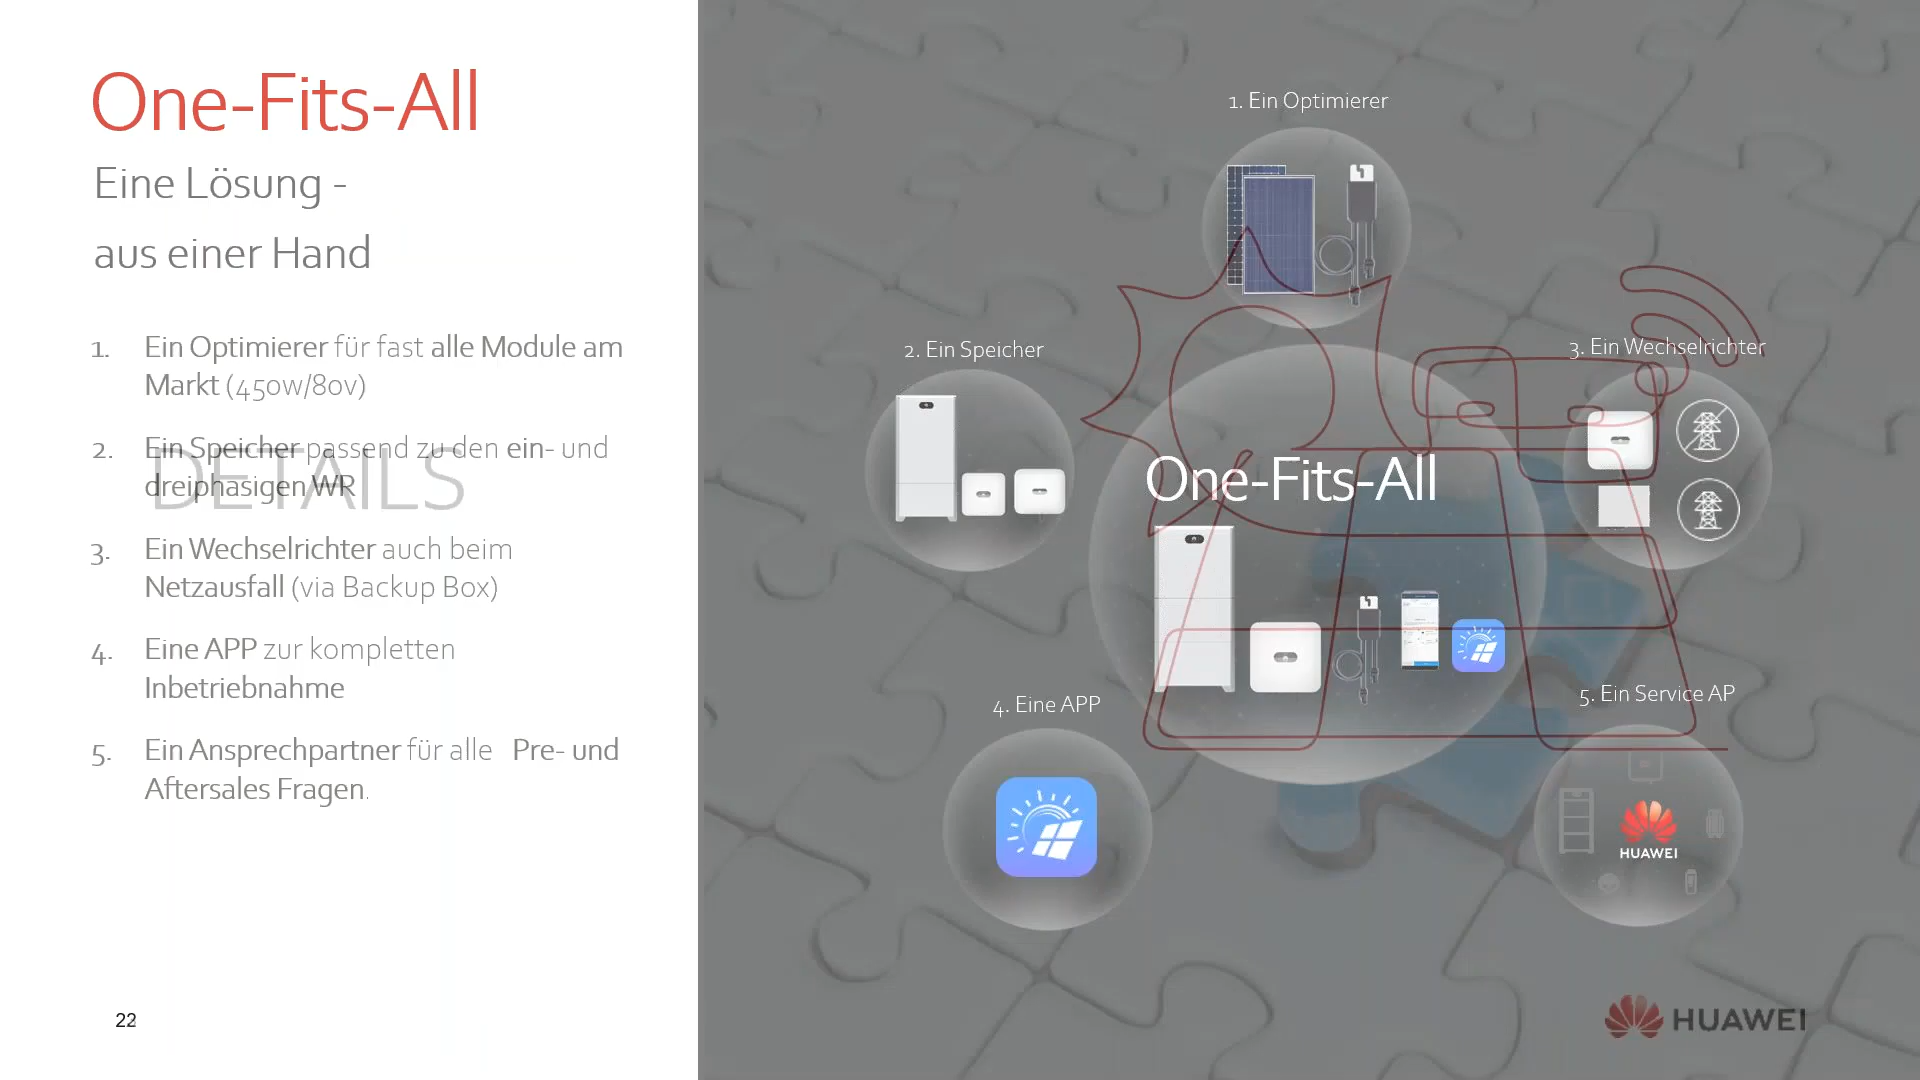 One-Fits-All
Eine Lösung -
aus einer Hand
1. Ein Optimierer für fast alle Module am
Markt (450w/80v)
2. Ein Speicher passend zu den ein- und
dreiphasigen WR
DETAILS
3. Ein Wechselrichter auch beim
Netzausfall (via Backup Box)
4. Eine APP zur kompletten
Inbetriebnahme
5. Ein Ansprechpartner für alle Pre- und
Aftersales Fragen.
22
1. Ein Optimierer
2. Ein Speicher
3. Ein Wechselrichter
One-Fits-All
4. Eine APP
5. Ein Service AP
HUAWEI
HUAWEI